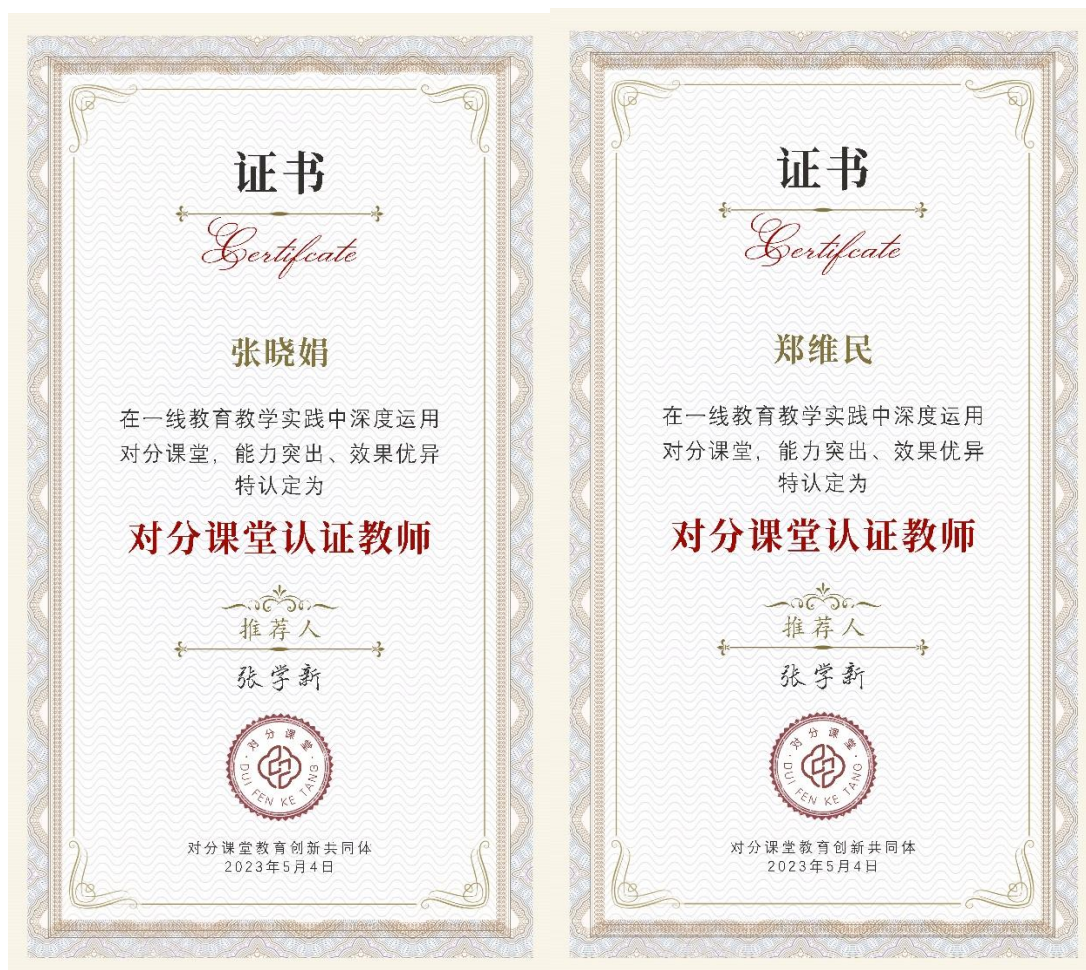 证书
Certifcate
张晓娟
在一线教育教学实践中深度运用
对分课堂，能力突出、效果优异
特认定为
对分课堂认证教师
推荐人
张学新
对分课堂
DUI FEN KE TANG
对分课堂教育创新共同体
2023年5月4日
证书
Certifcate
郑维民
在一线教育教学实践中深度运用
对分课堂，能力突出、效果优异
特认定为
对分课堂认证教师
推荐人
张学新
对分课堂
DUI FEN KE TANG
对分课堂教育创新共同体
2023年5月4日